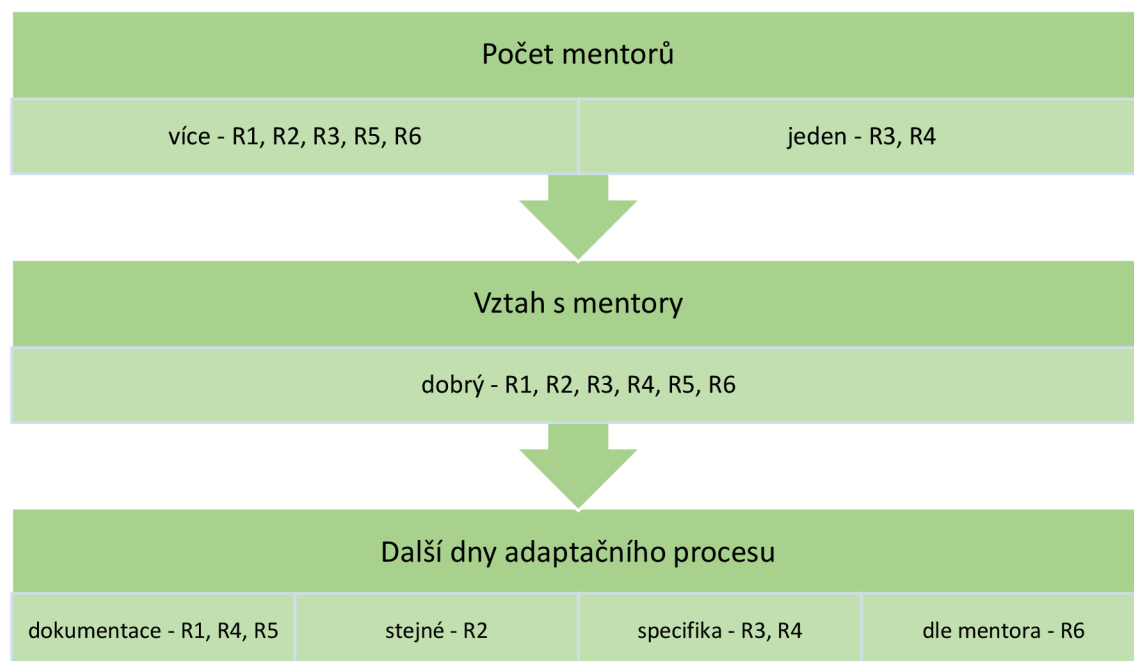 Počet mentorů
více - R1, R2, R3, R5, R6
jeden - R3, R4
Vztah s mentory
dobrý - R1, R2, R3, R4, R5, R6
Další dny adaptačního procesu
dokumentace - R1, R4, R5
stejné - R2
specifika - R3, R4
dle mentora - R6